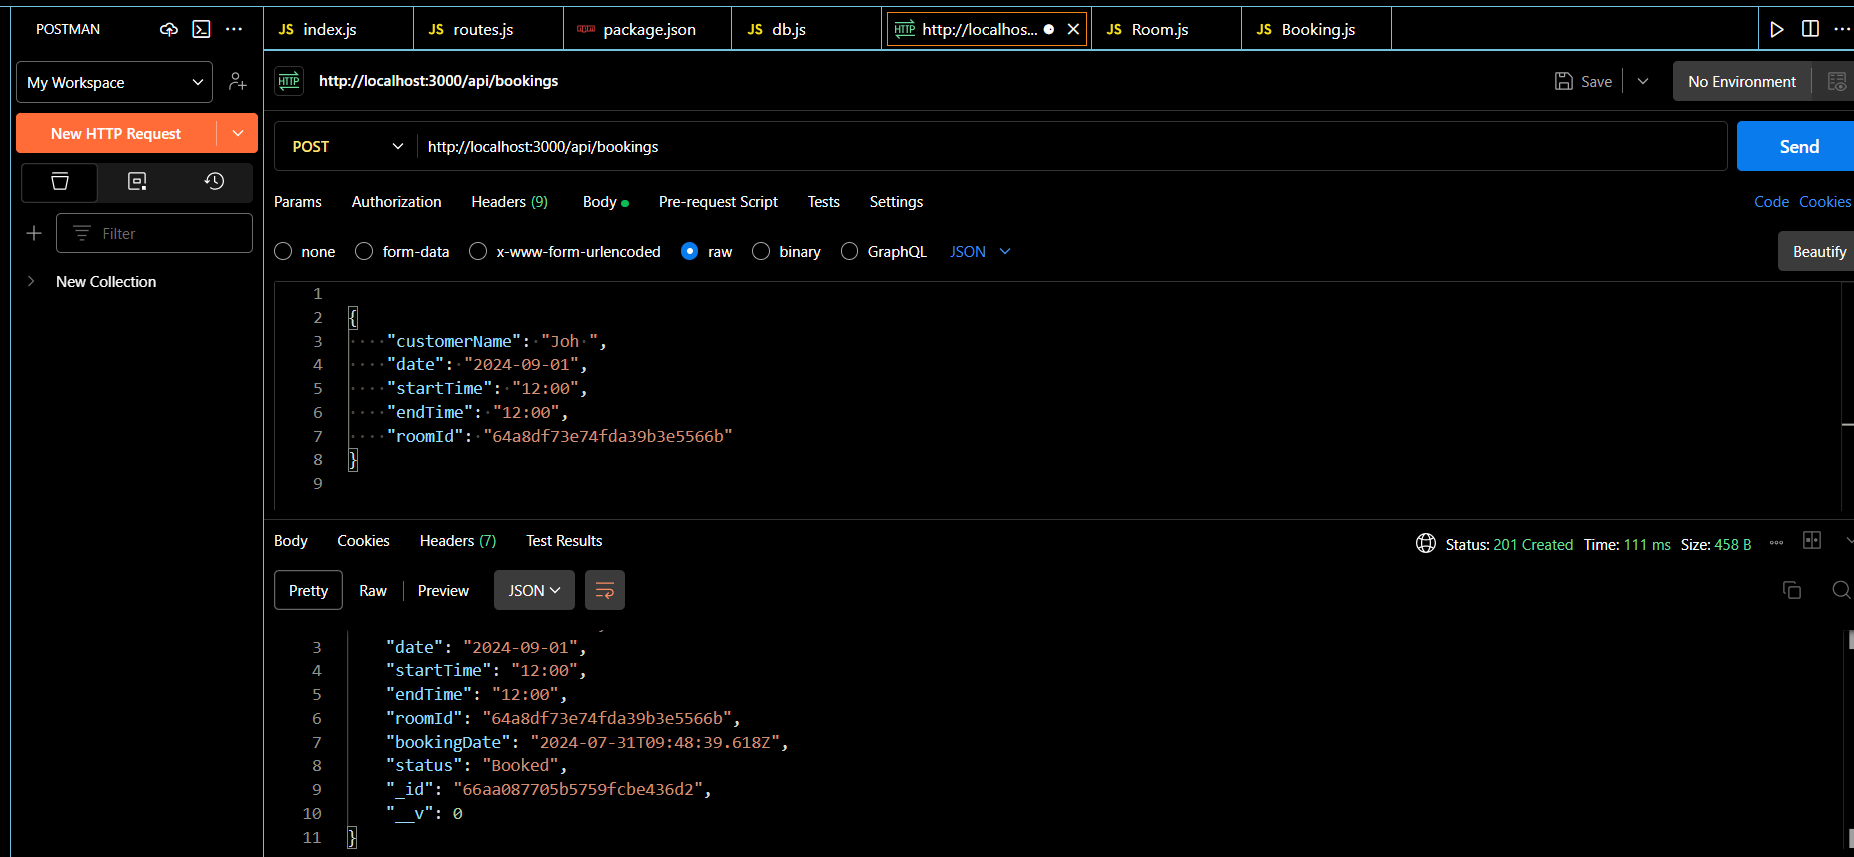 POSTMAN
index.js
routes.js
package.json
db.js
http://localhos...
Room.js
Booking.js
My Workspace
http://localhost:3000/api/bookings
Save
No Environment
New HTTP Request
POST
http://localhost:3000/api/bookings
Send
Params Authorization Headers (9) Body Pre-request Script Tests Settings
Code Cookies
Filter
none form-data x-www-form-urlencoded raw binary GraphQL JSON
Beautify
New Collection
1
2 {
3 "customerName": "Joh ",
4 "date": "2024-09-01",
5 "startTime": "12:00",
6 "endTime": "12:00",
7 "roomId": "64a8df73e74fda39b3e5566b"
8 }
9
Body Cookies Headers (7) Test Results
Status: 201 Created Time: 111 ms Size: 458 B
Pretty Raw Preview JSON
3 "date": "2024-09-01",
4 "startTime": "12:00",
5 "endTime": "12:00",
6 "roomId": "64a8df73e74fda39b3e5566b",
7 "bookingDate": "2024-07-31T09:48:39.618Z",
8 "status": "Booked",
9 "_id": "66aa087705b5759fcbe436d2",
10 "__v": 0
11 }